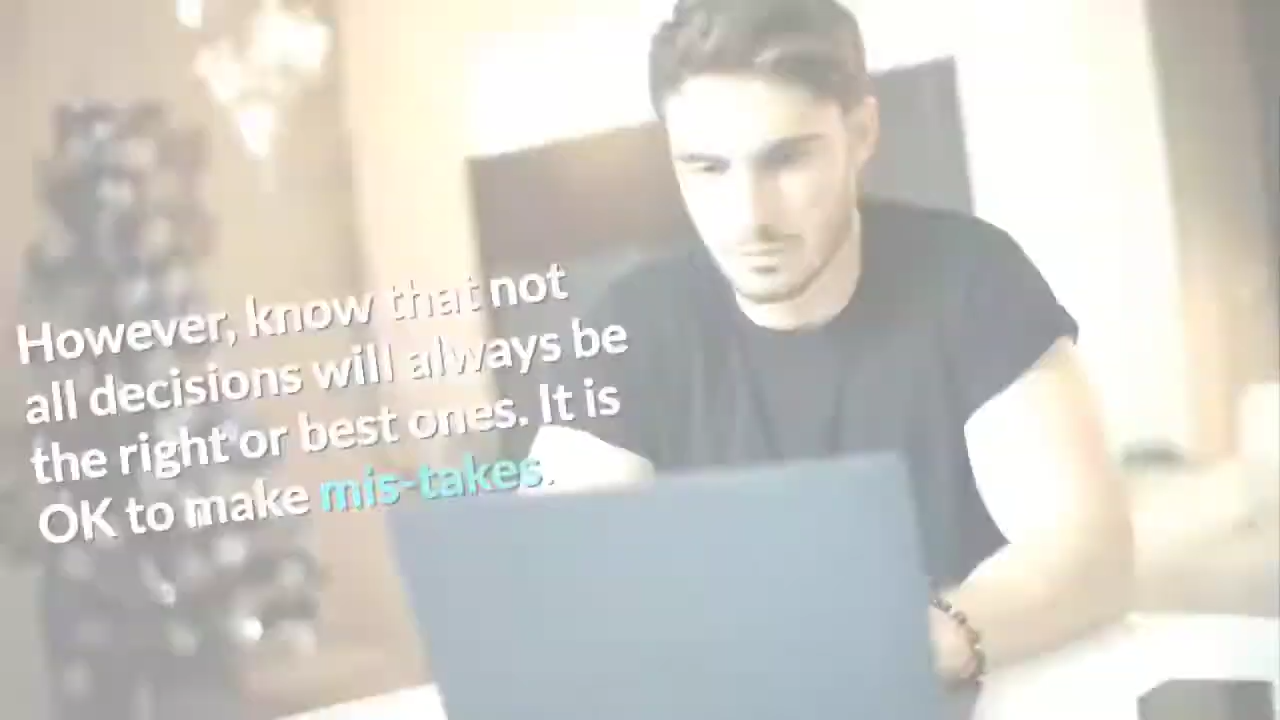 However, know that not
all decisions will always be
the right or best ones. It is
OK to make mis-takes.